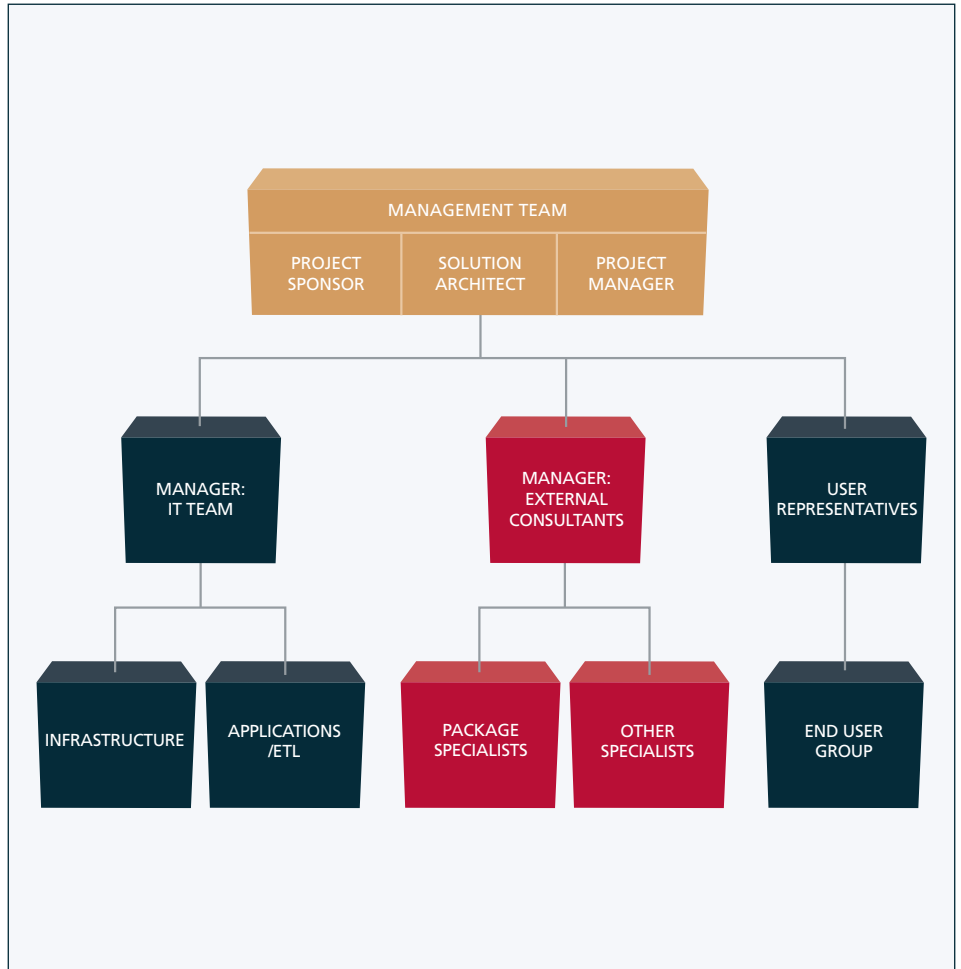 MANAGEMENT TEAM
PROJECT
SPONSOR
SOLUTION
ARCHITECT
PROJECT
MANAGER
MANAGER:
IT TEAM
MANAGER:
EXTERNAL
CONSULTANTS
USER
REPRESENTATIVES
INFRASTRUCTURE
APPLICATIONS
/ETL
PACKAGE
SPECIALISTS
OTHER
SPECIALISTS
END USER
GROUP